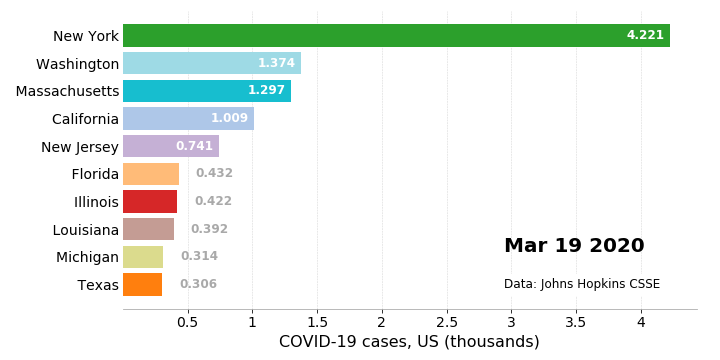 New York 4.221
Washington 1.374
Massachusetts 1.297
California 1.009
New Jersey 0.741
Florida 0.432
Illinois 0.422
Louisiana 0.392
Michigan 0.314
Texas 0.306
Mar 19 2020
Data: Johns Hopkins CSSE
0.5 1 1.5 2 2.5 3 3.5 4
COVID-19 cases, US (thousands)